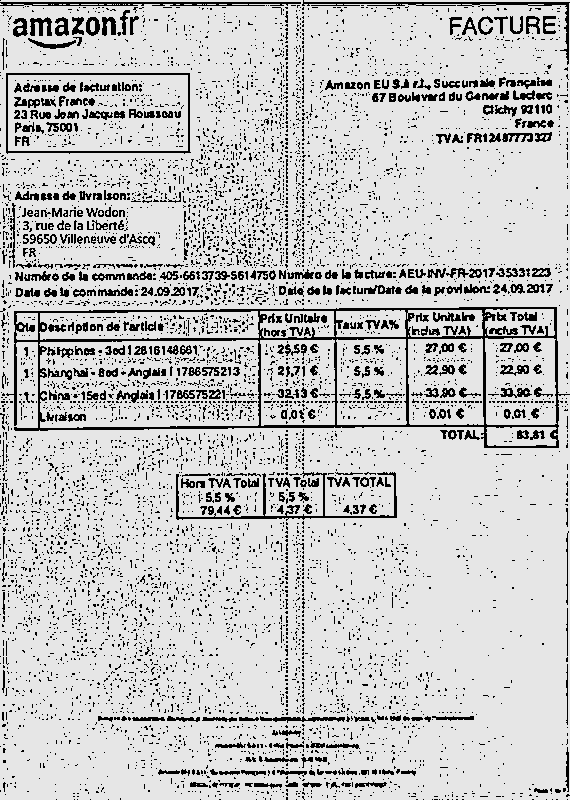 amazon.fr
FACTURE
Adresse de facturation:
Zapptax France
23 Rue Jean Jacques Rousseau
Paris, 75001
FR
Amazon EU S.à r.l., Succursale Française
67 Boulevard du General Leclerc
Clichy 92110
France
TVA: FR12487773327
Adresse de livraison:
Jean-Marie Wodon
3, rue de la Liberté
59650 Villeneuve d'Ascq
FR
Numéro de la commande: 405-6613739-5614750 Numéro de la facture: AEU-INV-FR-2017-35331223
Date de la commande: 24.09.2017 Date de la facture/Date de la provision: 24.09.2017
Qté Description de l'article Prix Unitaire (hors TVA) Taux TVA% Prix Unitaire (inclus TVA) Prix Total (inclus TVA)
1 Philippines - 3ed | 2816148661 25,59 € 5,5 % 27,00 € 27,00 €
1 Shanghai - 8ed - Anglais | 1786575213 21,71 € 5,5 % 22,90 € 22,90 €
1 China - 15ed - Anglais | 1786575221 32,13 € 5,5 % 33,90 € 33,90 €
Livraison 0,01 € 0,01 € 0,01 €
TOTAL: 83,81 €
Hors TVA Total TVA Total TVA TOTAL
5,5 % 5,5 %
79,44 € 4,37 € 4,37 €